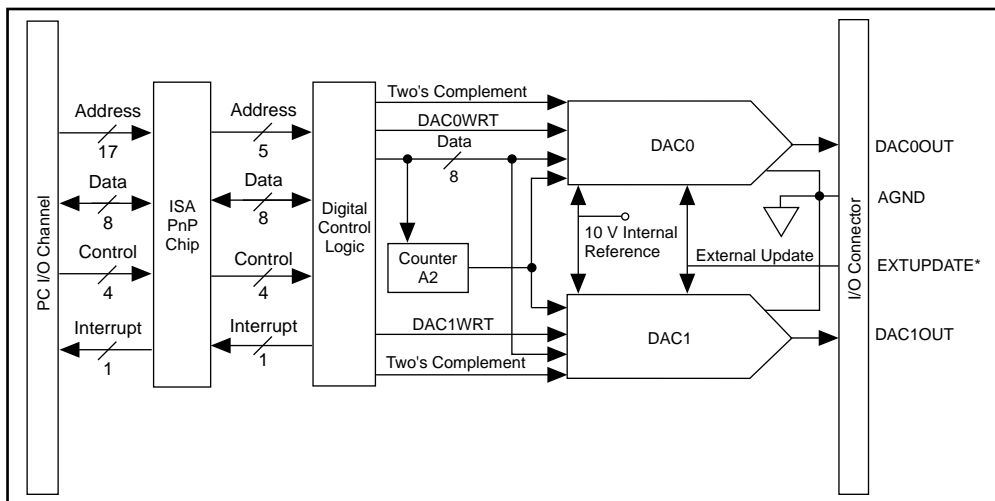 PC I/O Channel
Address
17
Data
8
Control
4
Interrupt
1
ISA
PnP
Chip
Address
5
Data
8
Control
4
Interrupt
1
Digital
Control
Logic
Two's Complement
DAC0WRT
Data
8
Counter
A2
DAC1WRT
Two's Complement
DAC0
10 V Internal
Reference
External Update
DAC1
I/O Connector
DAC0OUT
AGND
EXTUPDATE*
DAC1OUT